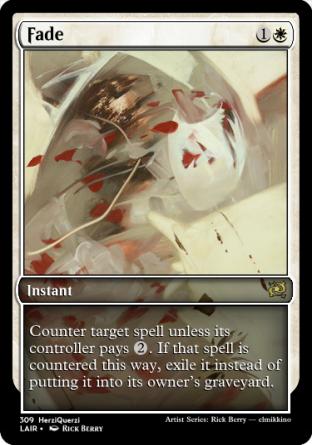 Fade 1
Instant
Counter target spell unless its
controller pays 2. If that spell is
countered this way, exile it instead of
putting it into its owner's graveyard.
309 HerziQuerzi Artist Series: Rick Berry — elmikkino
LAIR • Rick Berry